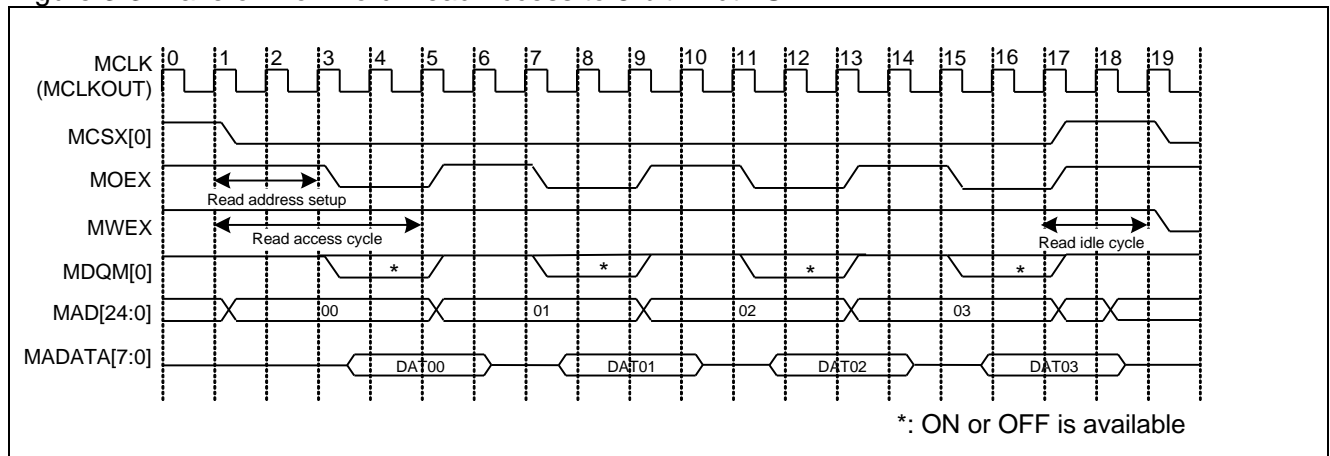 0 1 2 3 4 5 6 7 8 9 10 11 12 13 14 15 16 17 18 19
MCLK
(MCLKOUT)
MCSX[0]
MOEX
Read address setup
MWEX
Read access cycle
Read idle cycle
MDQM[0]
* * * *
MAD[24:0]
00 01 02 03
MADATA[7:0]
DAT00 DAT01 DAT02 DAT03
*: ON or OFF is available